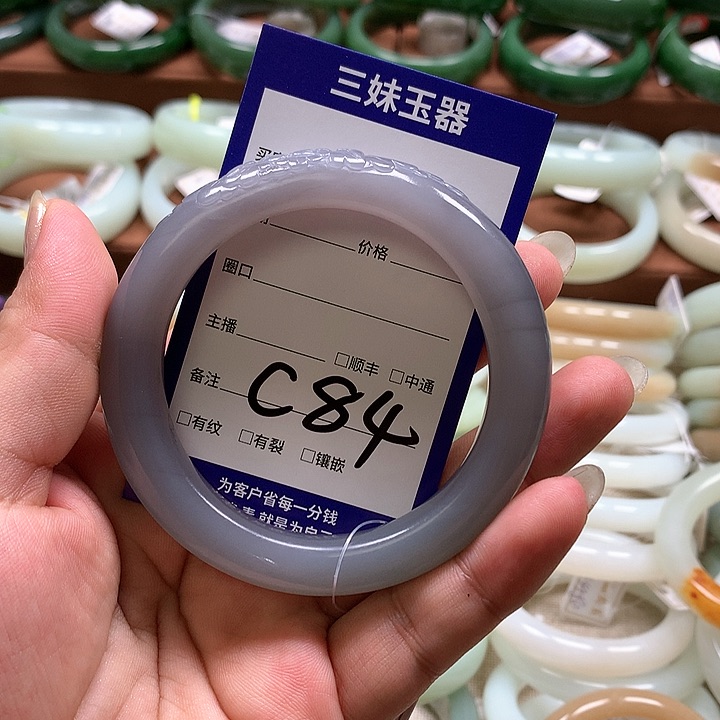 三妹玉器
价格
圈口
主播
□顺丰 □中通
备注 C84
□有纹 □有裂 □镶嵌
为客户省每一分钱